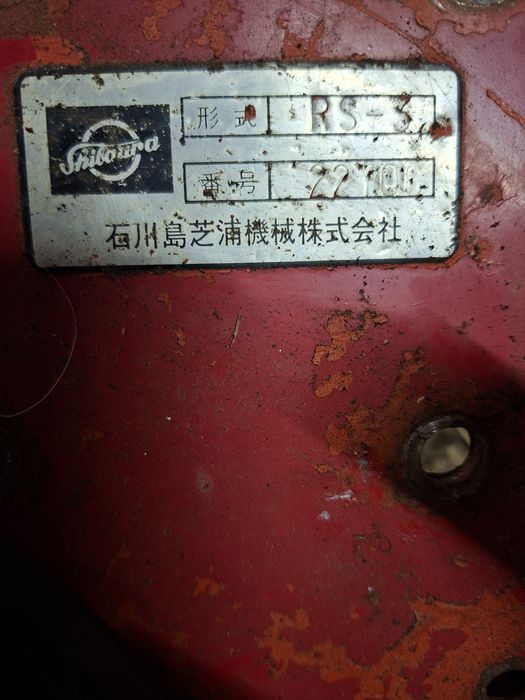 Shibaura
形式 RS-3
番号
石川島芝浦機械株式会社